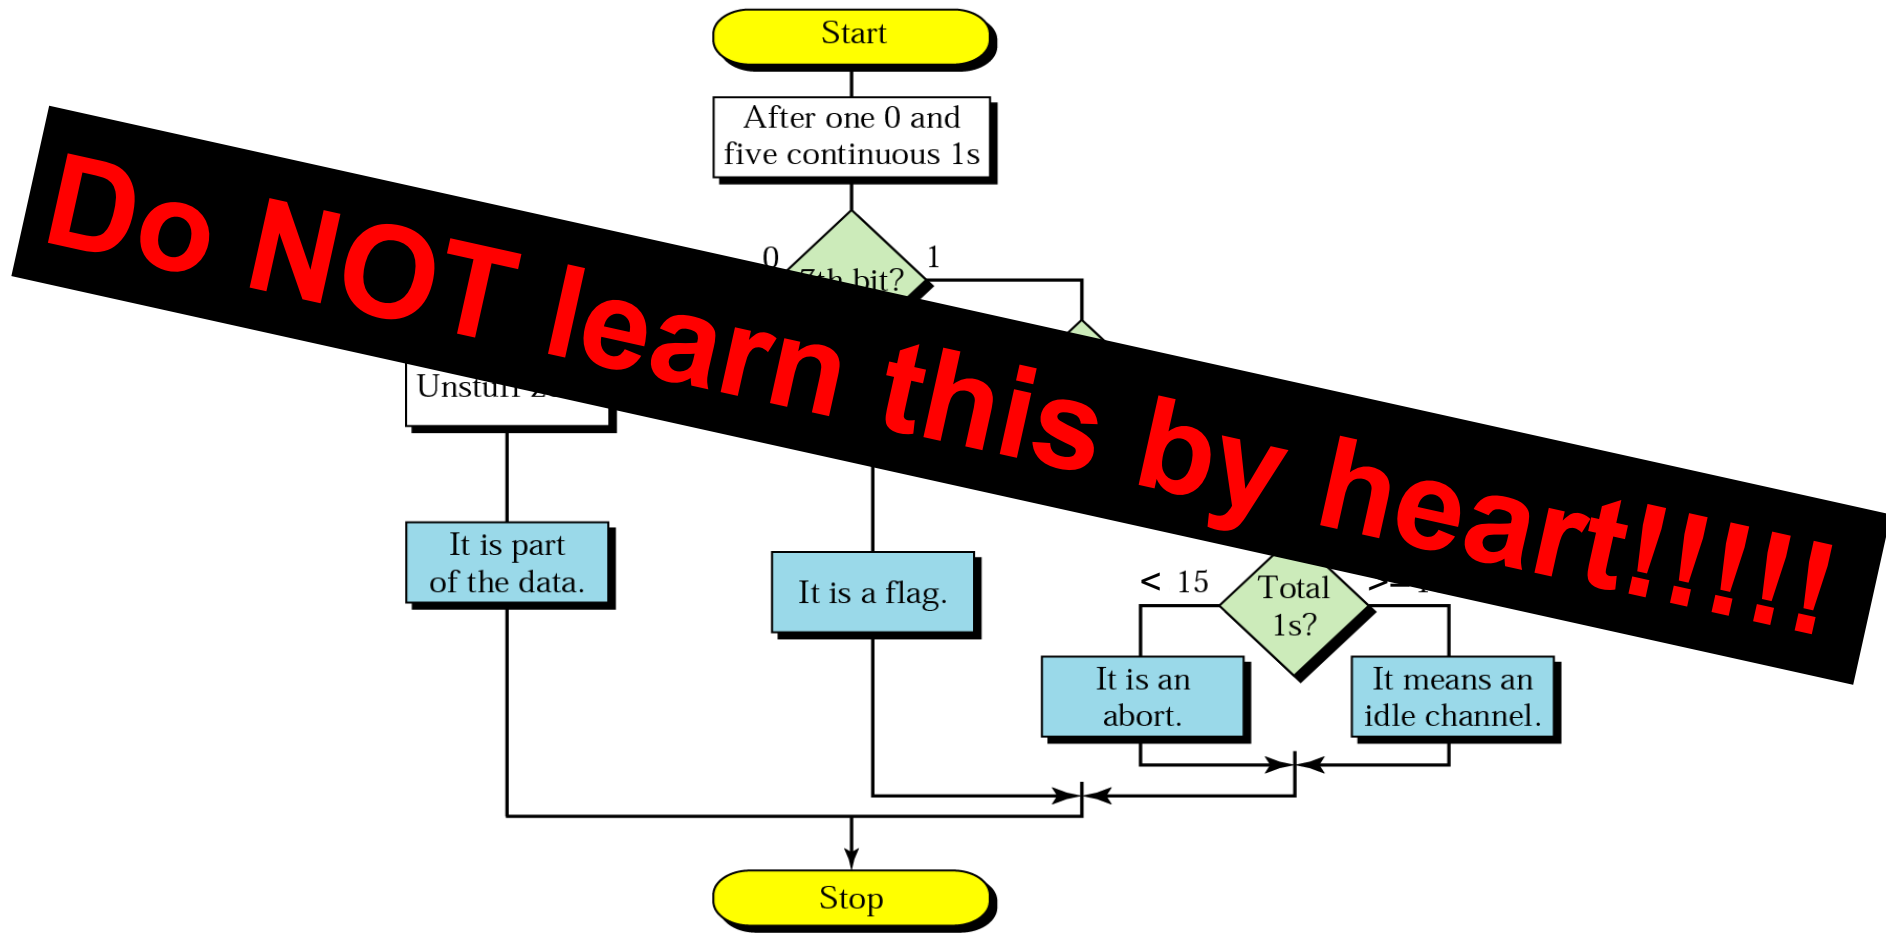 Start
After one 0 and
five continuous 1s
0
1
7th bit?
Do NOT learn this by heart!!!!!
It is part
of the data.
It is a flag.
< 15
Total
1s?
It is an
abort.
It means an
idle channel.
Stop